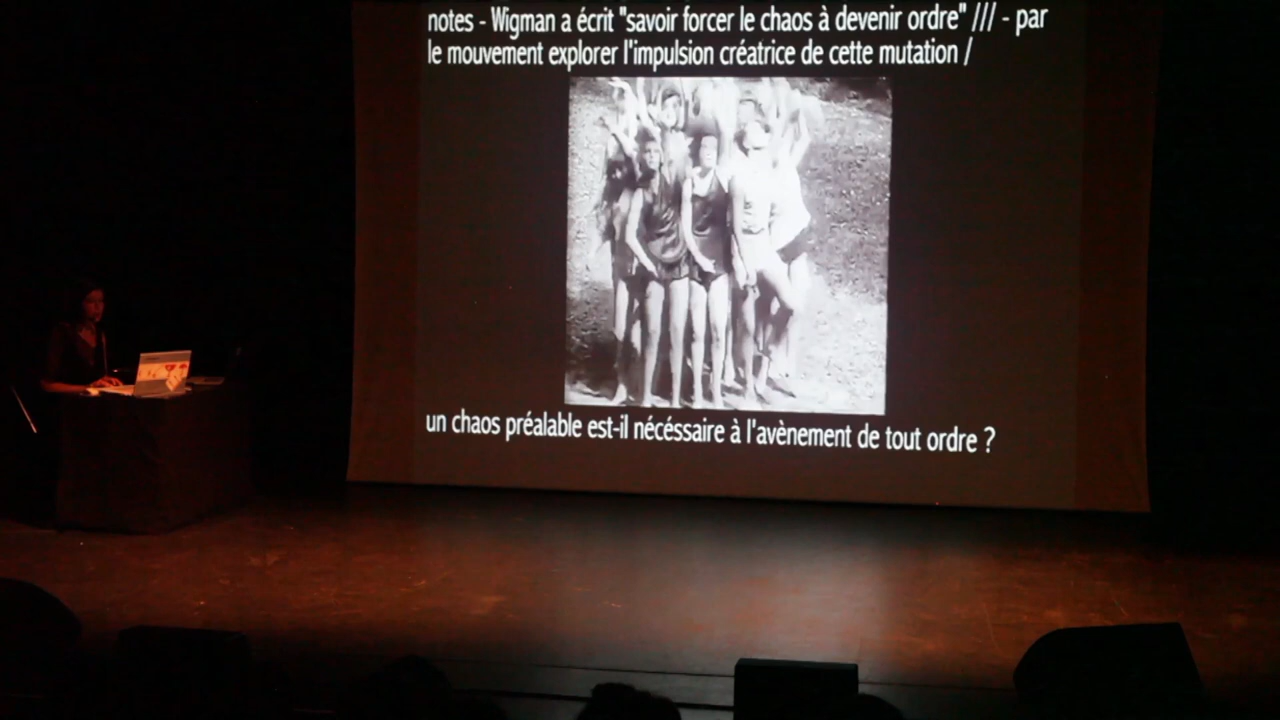 notes - Wigman a écrit "savoir forcer le chaos à devenir ordre" /// - par
le mouvement explorer l'impulsion créatrice de cette mutation /
un chaos préalable est-il nécéssaire à l'avènement de tout ordre ?